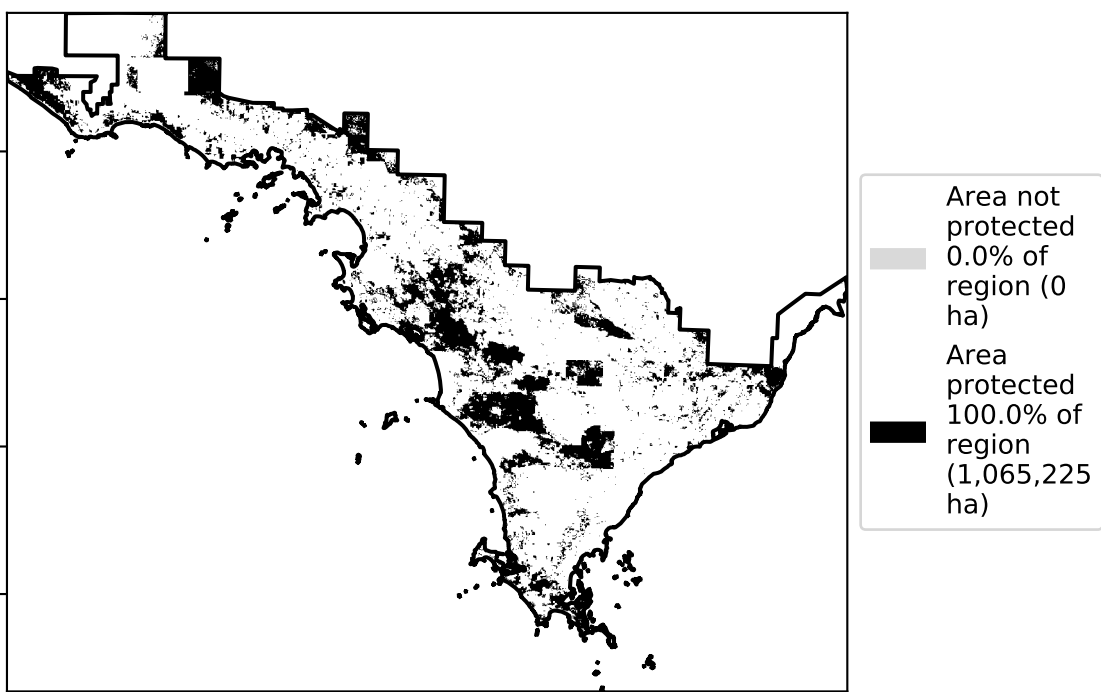 Area not
protected
0.0% of
region (0
ha)
Area
protected
100.0% of
region
(1,065,225
ha)